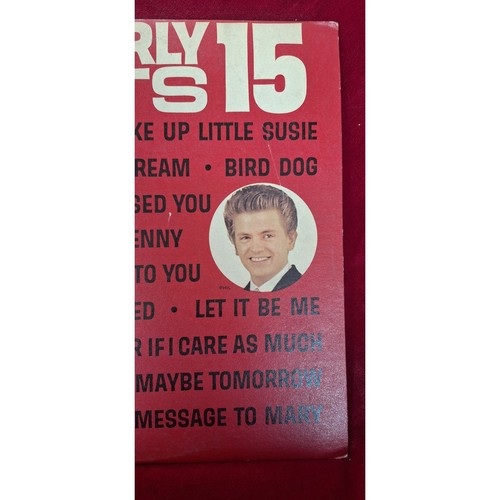 RLY 15
TS
KE UP LITTLE SUSIE
REAM • BIRD DOG
SED YOU
ENNY
TO YOU
ED • LET IT BE ME
R IF I CARE AS MUCH
MAYBE TOMORROW
MESSAGE TO MARY